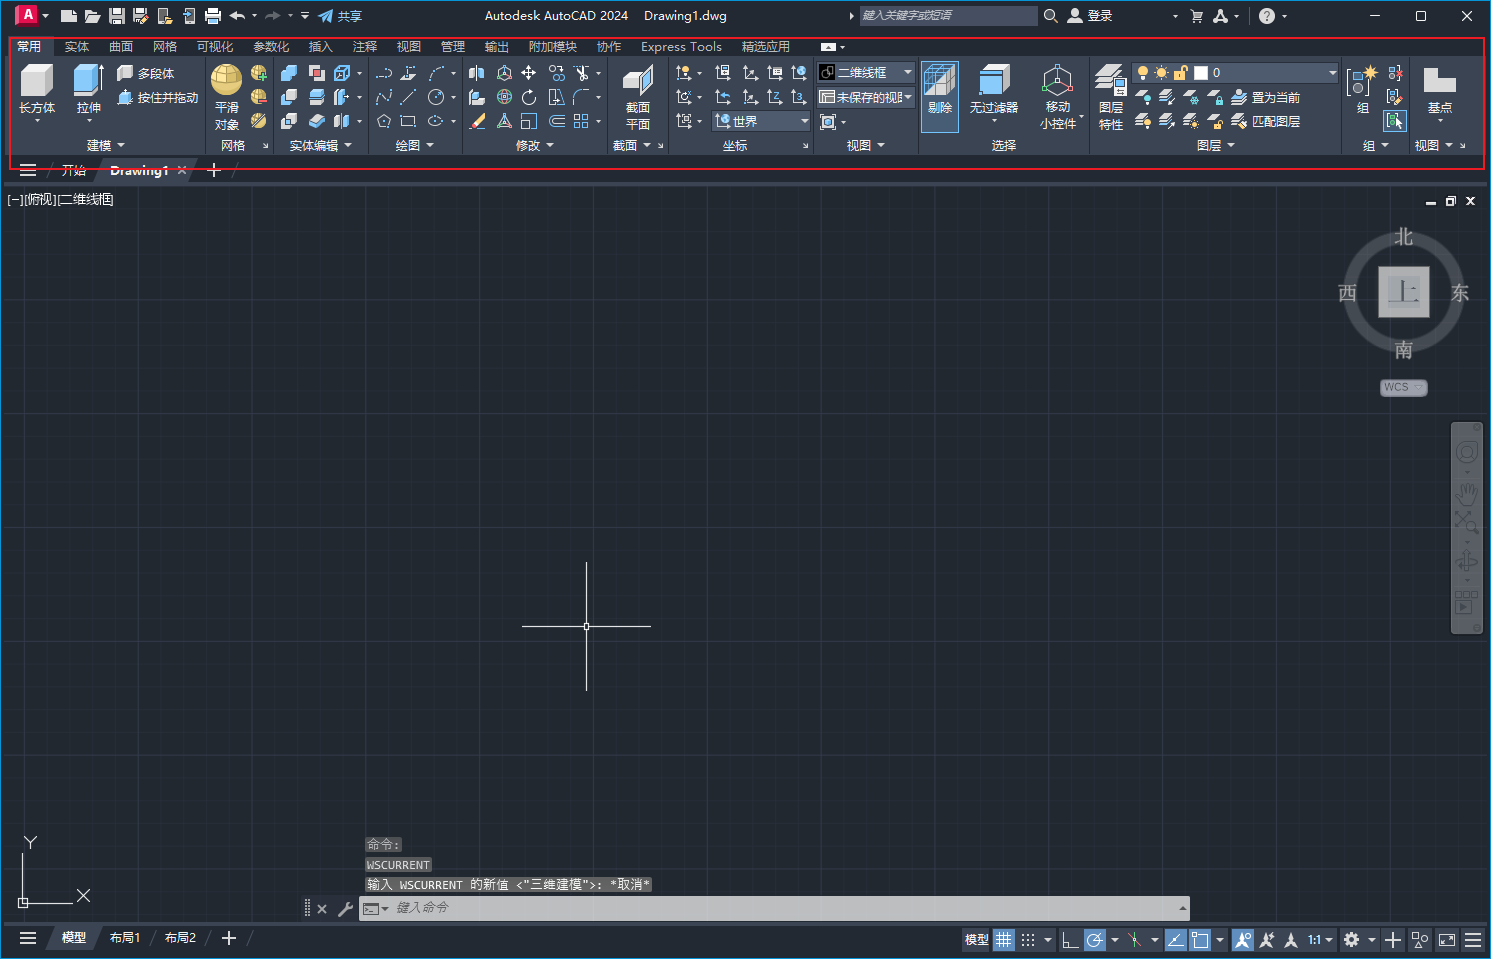 A 共享 Autodesk AutoCAD 2024 Drawing1.dwg 键入关键字或短语 登录
常用 实体 曲面 网格 可视化 参数化 插入 注释 视图 管理 输出 附加模块 协作 Express Tools 精选应用
长方体 拉伸 多段体 按住并拖动
平滑 对象
截面 平面
世界
二维线框
未保存的视图
剔除 无过滤器 移动 小控件
图层 特性 0
置为当前
匹配图层
组 基点
建模 网格 实体编辑 绘图 修改 截面 坐标 视图 选择 图层 组 视图
开始 Drawing1
[−][俯视][二维线框]
北
西 上 东
南
WCS
Y
X
命令:
WSCURRENT
输入 WSCURRENT 的新值 <"三维建模">: *取消*
键入命令
模型 布局1 布局2 + 模型 1:1